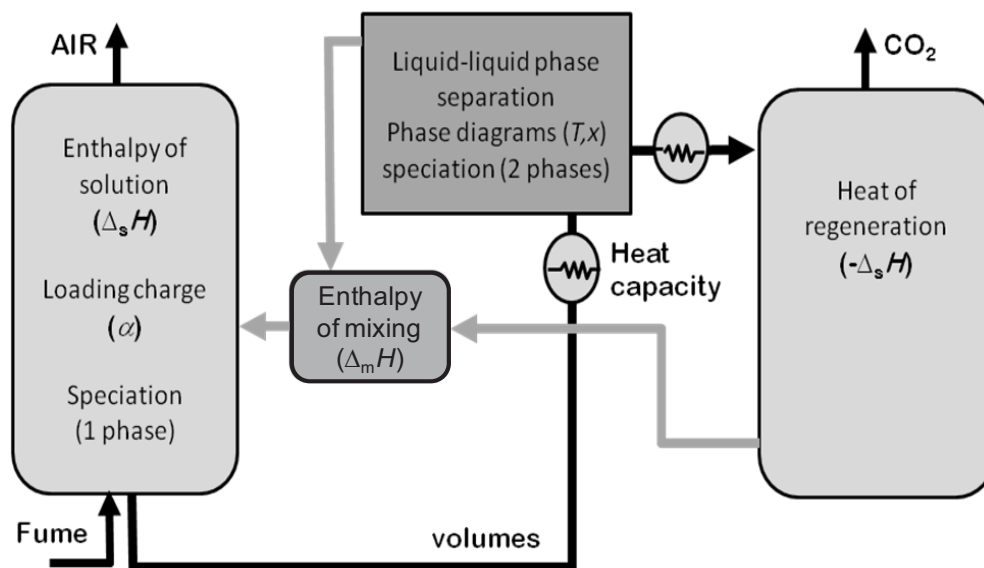 AIR
Enthalpy of
solution
(ΔₛH)
Loading charge
(α)
Speciation
(1 phase)
Fume
Liquid-liquid phase
separation
Phase diagrams (T,x)
speciation (2 phases)
Enthalpy
of mixing
(ΔₘH)
Heat
capacity
volumes
CO₂
Heat of
regeneration
(-ΔₛH)